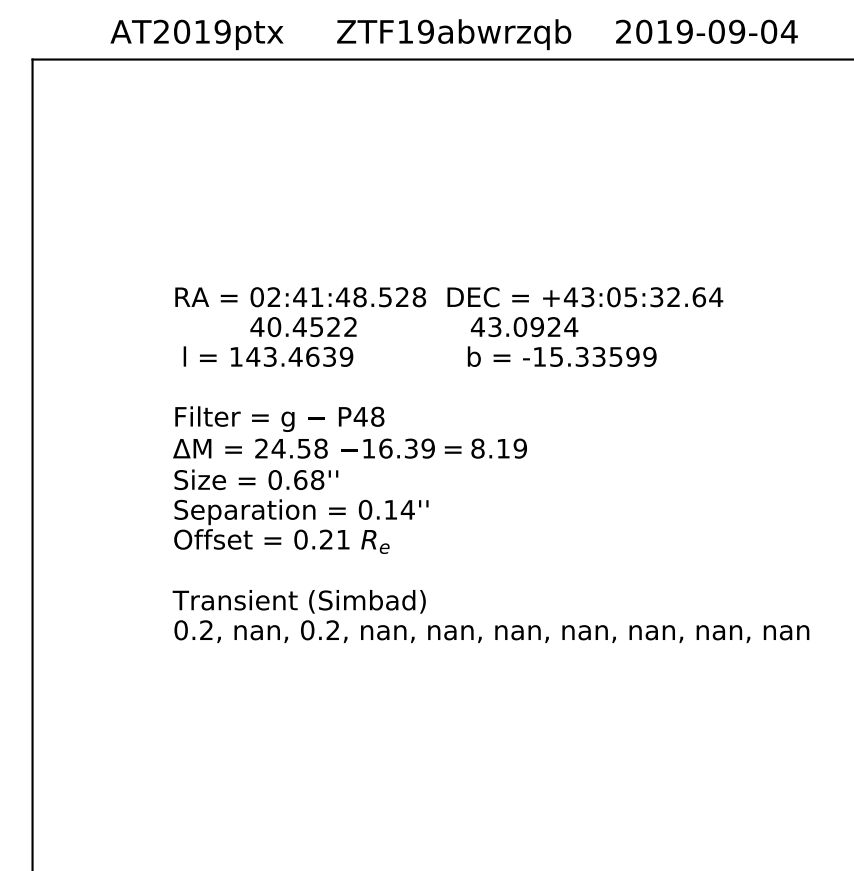 AT2019ptx ZTF19abwrzqb 2019-09-04
RA = 02:41:48.528 DEC = +43:05:32.64
40.4522 43.0924
l = 143.4639 b = -15.33599
Filter = g − P48
ΔM = 24.58 −16.39 = 8.19
Size = 0.68''
Separation = 0.14''
Offset = 0.21 Rₑ
Transient (Simbad)
0.2, nan, 0.2, nan, nan, nan, nan, nan, nan, nan